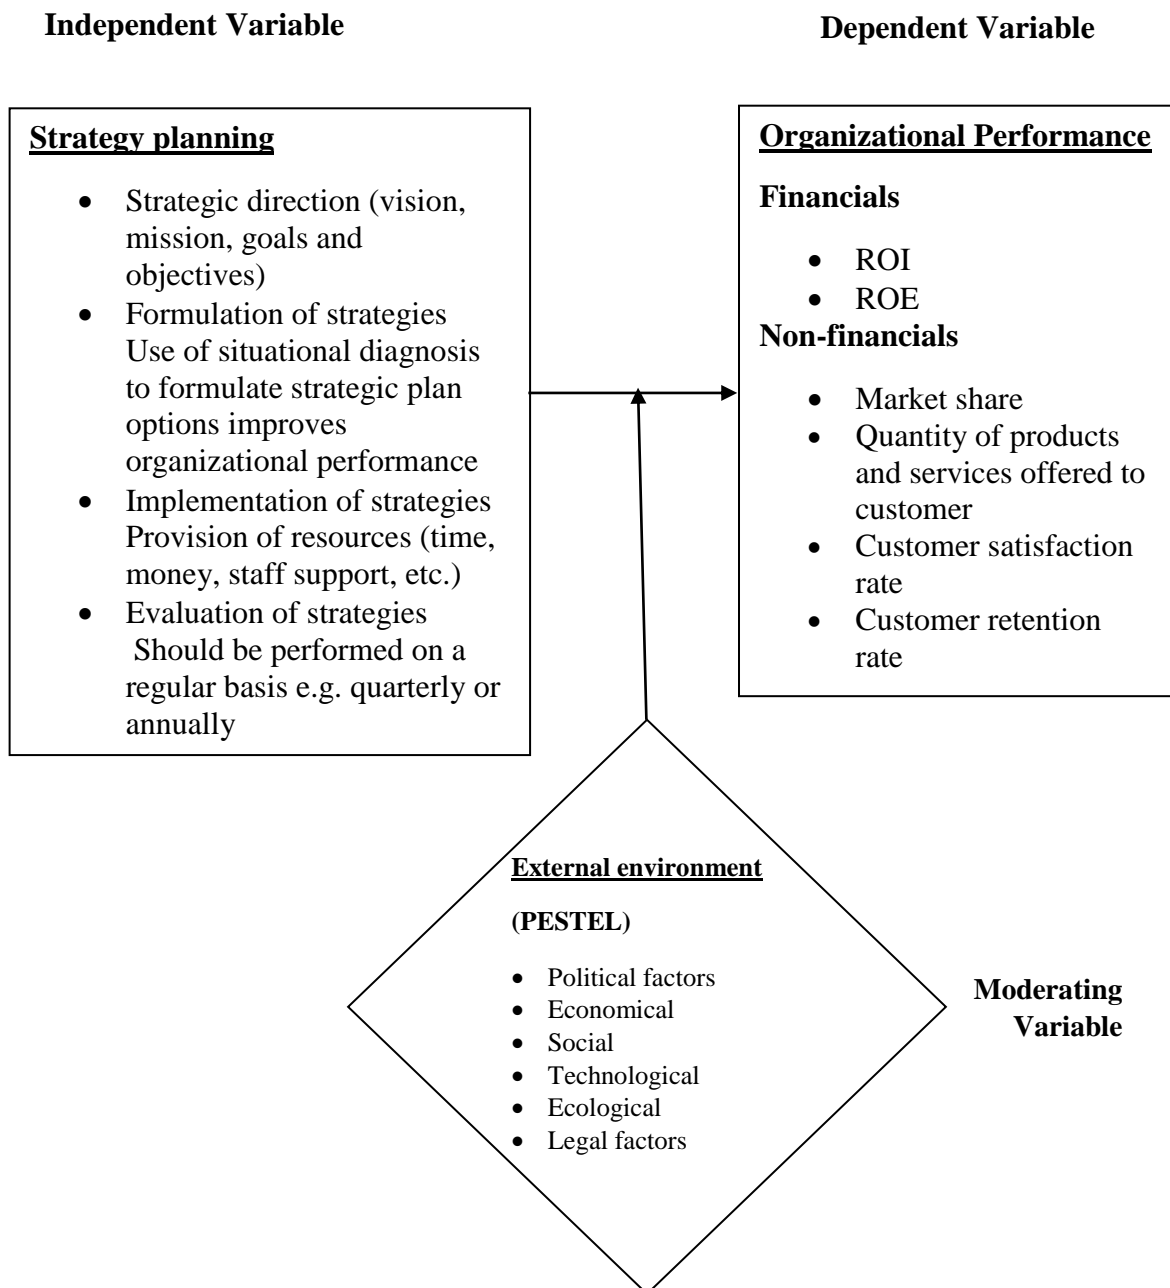 Independent Variable
Dependent Variable
Strategy planning
• Strategic direction (vision,
mission, goals and
objectives)
• Formulation of strategies
Use of situational diagnosis
to formulate strategic plan
options improves
organizational performance
• Implementation of strategies
Provision of resources (time,
money, staff support, etc.)
• Evaluation of strategies
Should be performed on a
regular basis e.g. quarterly or
annually
Organizational Performance
Financials
• ROI
• ROE
Non-financials
• Market share
• Quantity of products
and services offered to
customer
• Customer satisfaction
rate
• Customer retention
rate
External environment
(PESTEL)
• Political factors
• Economical
• Social
• Technological
• Ecological
• Legal factors
Moderating
Variable